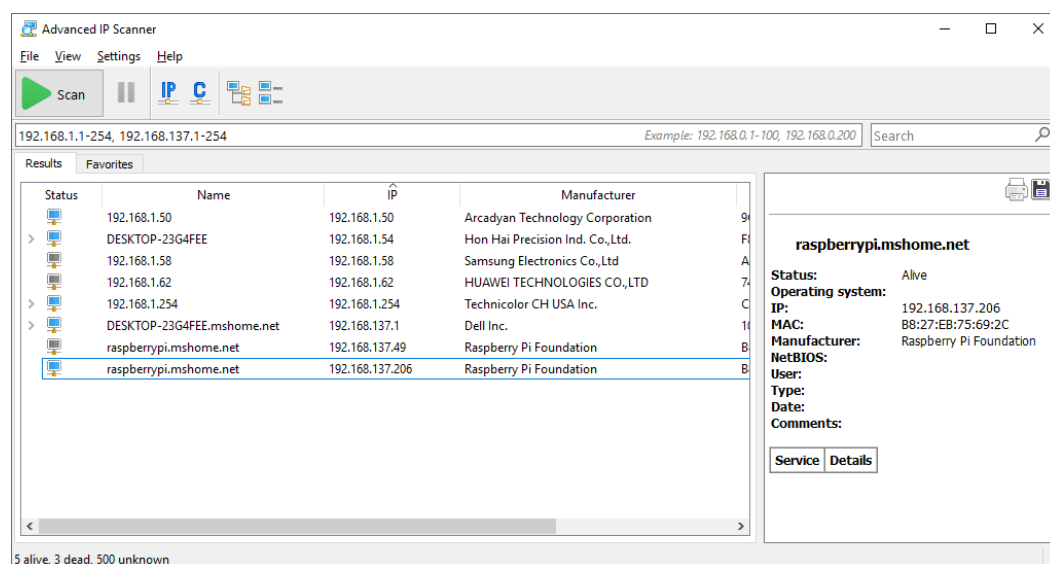 Advanced IP Scanner
File View Settings Help
Scan IP C
192.168.1.1-254, 192.168.137.1-254 Example: 192.168.0.1-100, 192.168.0.200 Search
Results Favorites
Status Name IP Manufacturer
192.168.1.50 192.168.1.50 Arcadyan Technology Corporation
DESKTOP-23G4FEE 192.168.1.54 Hon Hai Precision Ind. Co.,Ltd.
192.168.1.58 192.168.1.58 Samsung Electronics Co.,Ltd A
192.168.1.62 192.168.1.62 HUAWEI TECHNOLOGIES CO.,LTD
192.168.1.254 192.168.1.254 Technicolor CH USA Inc. C
DESKTOP-23G4FEE.mshome.net 192.168.137.1 Dell Inc.
raspberrypi.mshome.net 192.168.137.49 Raspberry Pi Foundation
raspberrypi.mshome.net 192.168.137.206 Raspberry Pi Foundation
raspberrypi.mshome.net
Status: Alive
Operating system:
IP: 192.168.137.206
MAC: B8:27:EB:75:69:2C
Manufacturer: Raspberry Pi Foundation
NetBIOS:
User:
Type:
Date:
Comments:
Service Details
5 alive, 3 dead, 500 unknown